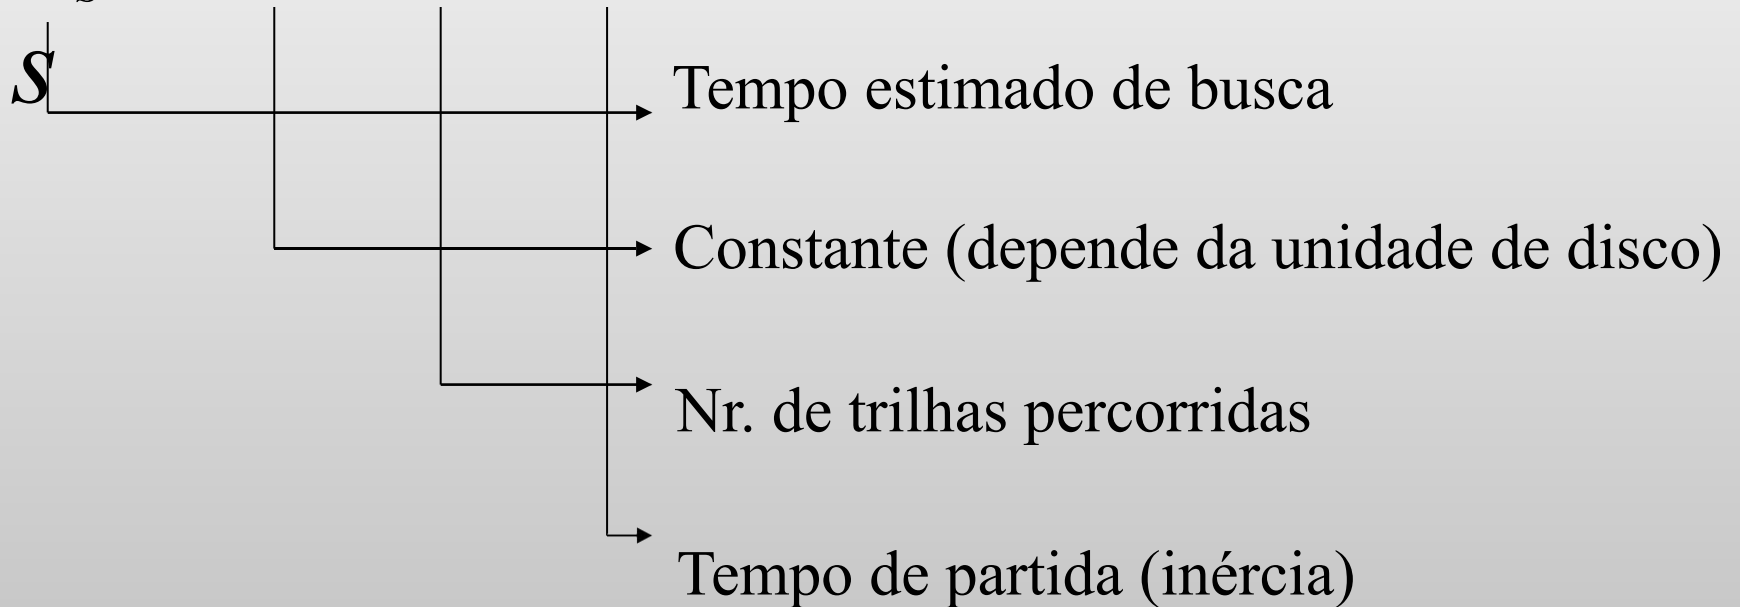 S
Tempo estimado de busca
Constante (depende da unidade de disco)
Nr. de trilhas percorridas
Tempo de partida (inércia)